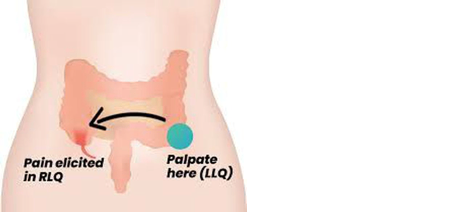 Pain elicited
in RLQ
Palpate
here (LLQ)